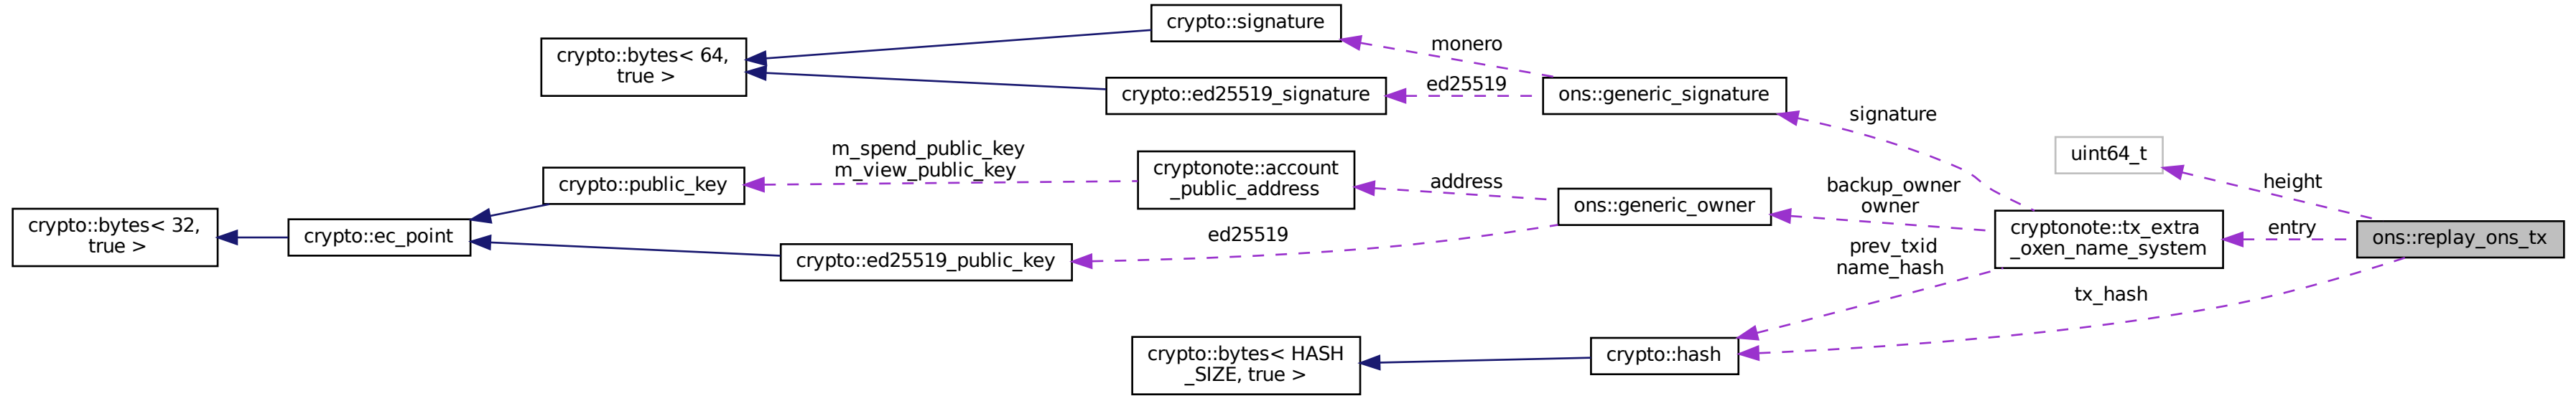 crypto::signature
monero
crypto::bytes< 64,
true >
ed25519
crypto::ed25519_signature
ons::generic_signature
signature
m_spend_public_key
m_view_public_key
cryptonote::account
_public_address
uint64_t
crypto::public_key
address
backup_owner
owner
height
ons::generic_owner
crypto::bytes< 32,
true >
crypto::ec_point
ed25519
cryptonote::tx_extra
_oxen_name_system
entry
ons::replay_ons_tx
crypto::ed25519_public_key
prev_txid
name_hash
tx_hash
crypto::bytes< HASH
_SIZE, true >
crypto::hash